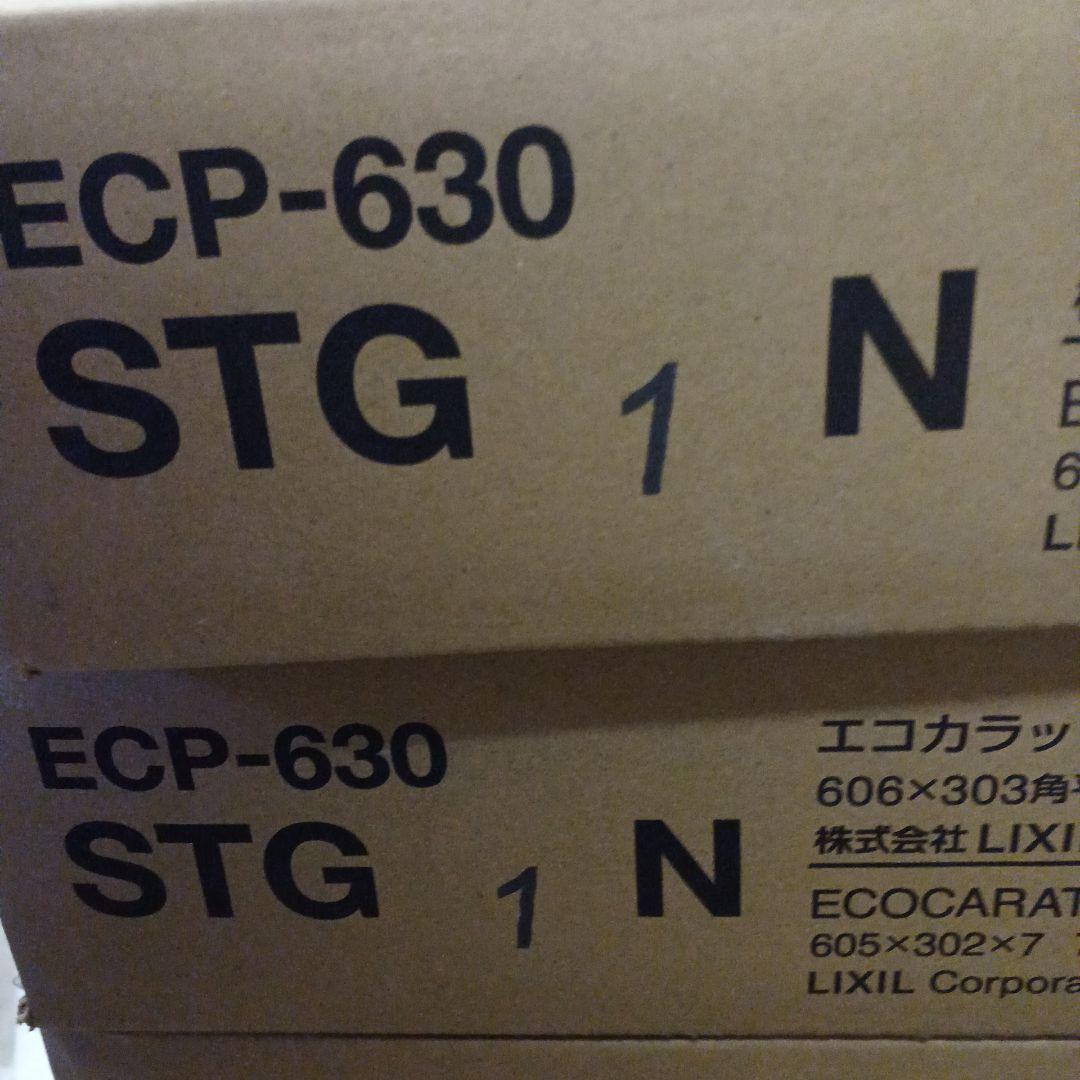 ECP-630
STG 1 N
ECP-630
STG 1 N
エコカラッ
606×303角
株式会社 LIXIL
ECOCARAT
605×302×7
LIXIL Corpora